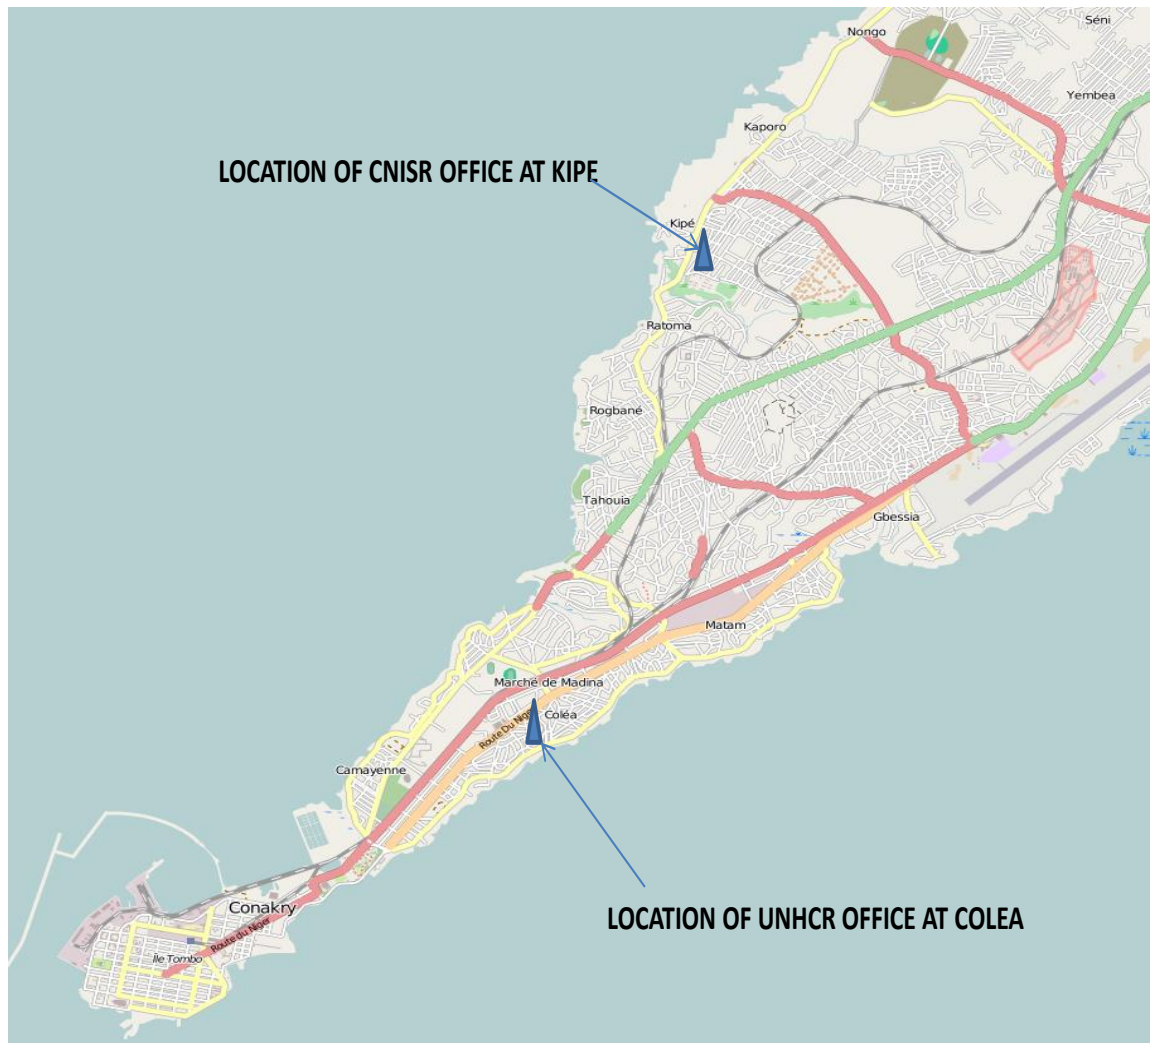 Séni
Nongo
Yembea
Kaporo
LOCATION OF CNISR OFFICE AT KIPE
Kipé
Ratoma
Rogbané
Tahouia
Gbessia
Matam
Marché de Madina
Coléa
Route Du Niger
Camayenne
Conakry
LOCATION OF UNHCR OFFICE AT COLEA
Route du Niger
Île Tombo